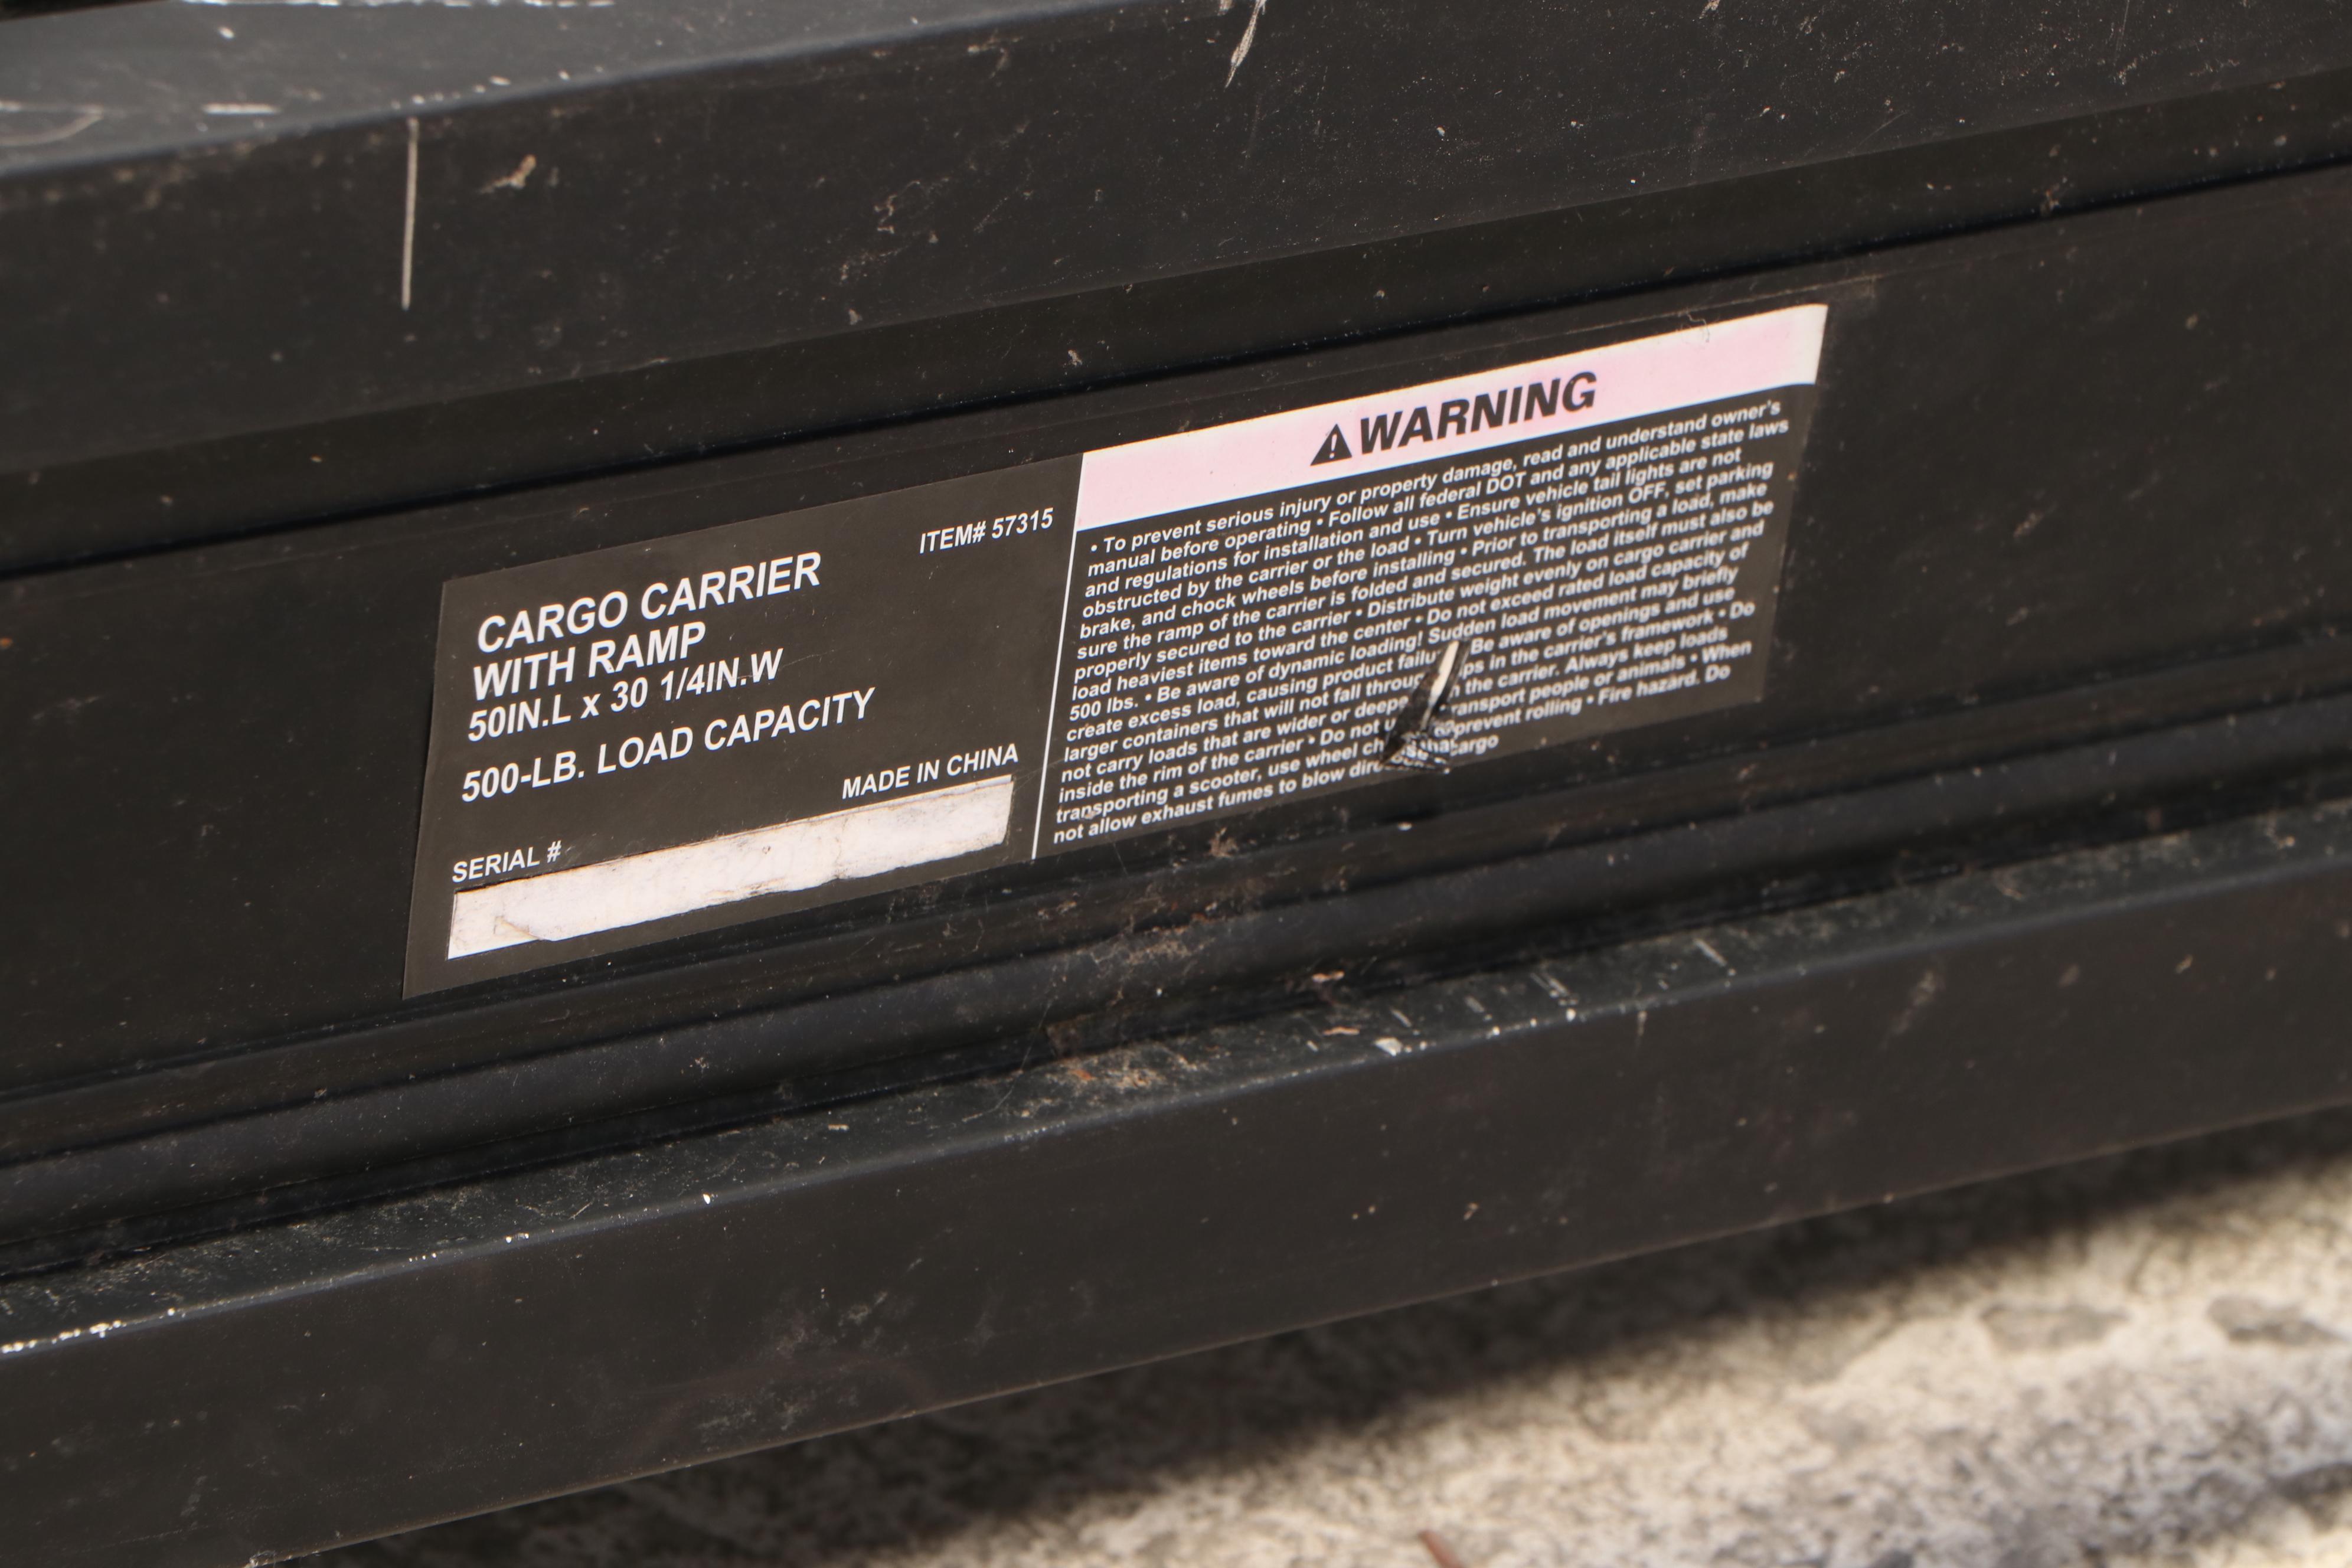 CARGO CARRIER
WITH RAMP
50IN.L x 30 1/4IN.W
500-LB. LOAD CAPACITY
ITEM# 57315
MADE IN CHINA
SERIAL #
WARNING
• To prevent serious injury or property damage, read and understand owner's
manual before operating • Follow all federal DOT and any applicable state laws
and regulations for installation and use • Ensure vehicle tail lights are not
obstructed by the carrier or the load • Turn vehicle's ignition OFF, set parking
brake, and chock wheels before installing • Prior to transporting a load, make
sure the ramp of the carrier is folded and secured. The load itself must also be
properly secured to the carrier • Distribute weight evenly on cargo carrier and
load heaviest items toward the center • Do not exceed rated load capacity of
500 lbs. • Be aware of dynamic loading! Sudden load movement may briefly
create excess load, causing product Be aware of openings and use
larger containers that will not fall in the carrier's framework • Do
not carry loads that are wider or the carrier. Always keep loads
inside the rim of the carrier • Do not people or animals • When
transporting a scooter, use wheel prevent rolling • Fire hazard. Do
not allow exhaust fumes to blow cargo